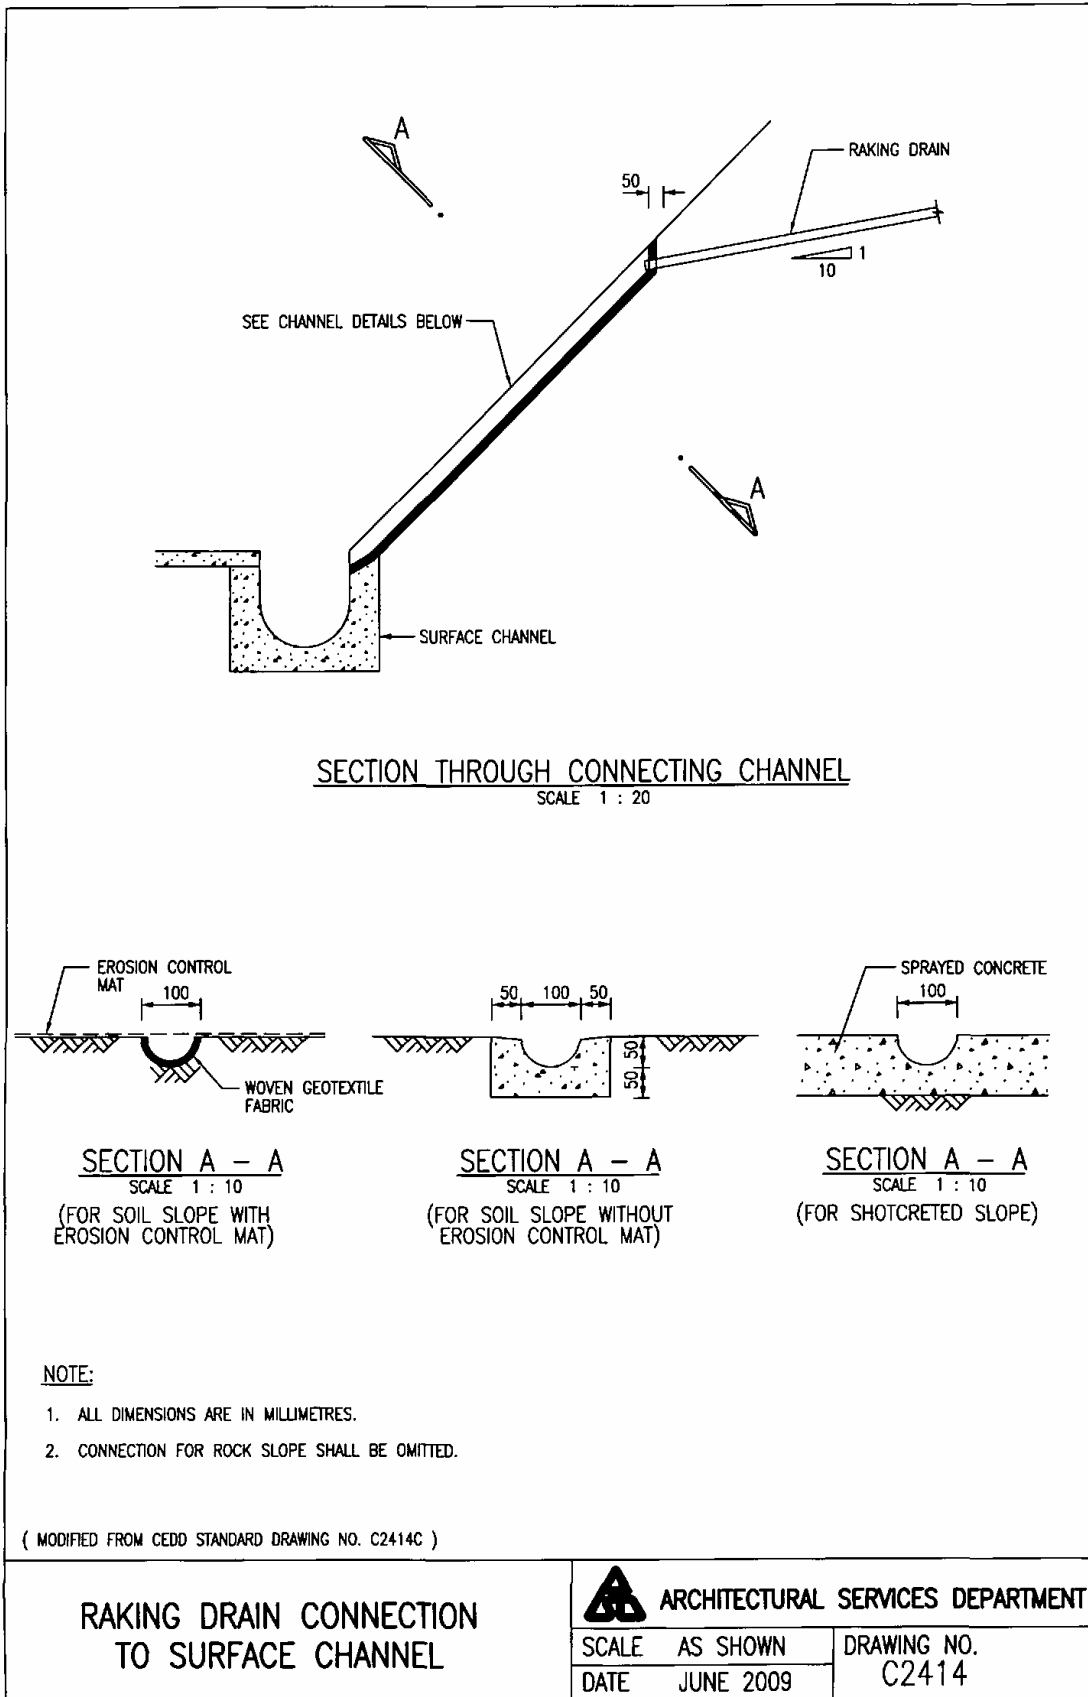 A
RAKING DRAIN
50
1
10
SEE CHANNEL DETAILS BELOW
A
SURFACE CHANNEL
SECTION THROUGH CONNECTING CHANNEL
SCALE 1 : 20
EROSION CONTROL
MAT
100
WOVEN GEOTEXTILE
FABRIC
SECTION A – A
SCALE 1 : 10
(FOR SOIL SLOPE WITH
EROSION CONTROL MAT)
50 100 50
50
50
SECTION A – A
SCALE 1 : 10
(FOR SOIL SLOPE WITHOUT
EROSION CONTROL MAT)
SPRAYED CONCRETE
100
SECTION A – A
SCALE 1 : 10
(FOR SHOTCRETED SLOPE)
NOTE:
1. ALL DIMENSIONS ARE IN MILLIMETRES.
2. CONNECTION FOR ROCK SLOPE SHALL BE OMITTED.
( MODIFIED FROM CEDD STANDARD DRAWING NO. C2414C )
RAKING DRAIN CONNECTION
TO SURFACE CHANNEL
ARCHITECTURAL SERVICES DEPARTMENT
SCALE AS SHOWN
DATE JUNE 2009
DRAWING NO.
C2414